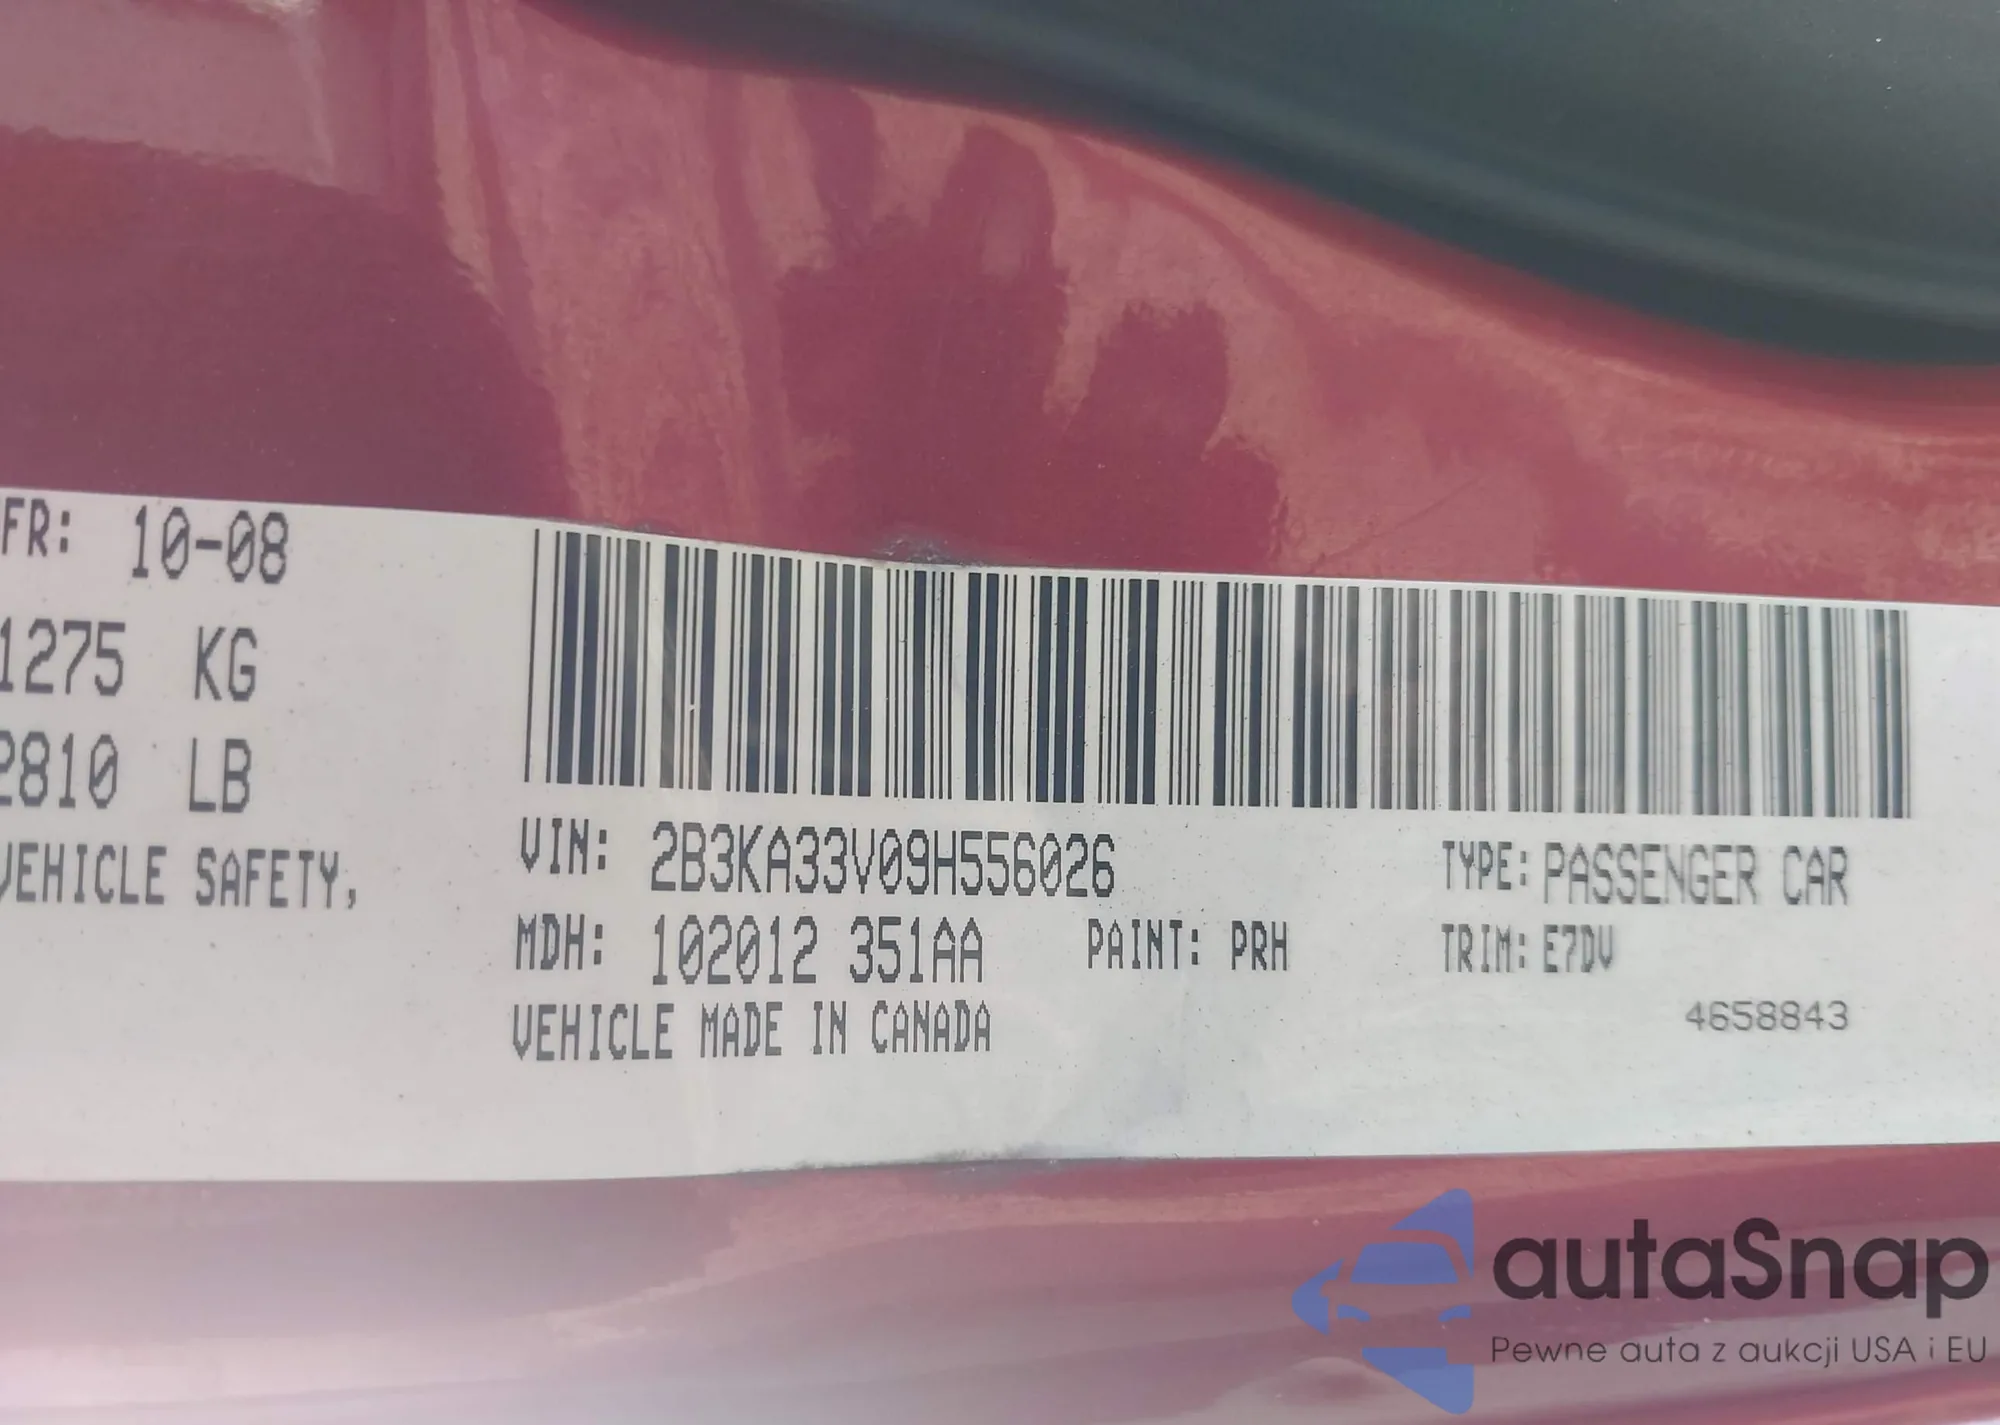 FR: 10-08
1275 KG
2810 LB
VEHICLE SAFETY,
VIN: 2B3KA33V09H556026
TYPE: PASSENGER CAR
MDH: 102012 351AA PAINT: PRH TRIM: E7DV
VEHICLE MADE IN CANADA
4658843
autaSnap
Pewne auta z aukcji USA i EU